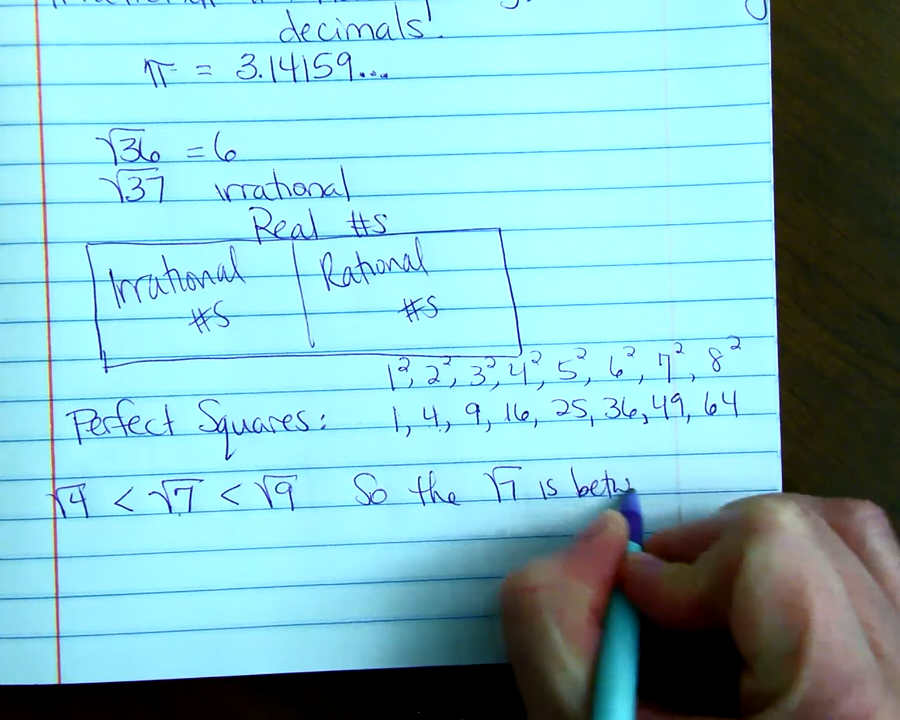 decimals!
π = 3.14159...
√36 = 6
√37 irrational
Real #s
Irrational #s
Rational #s
1², 2², 3², 4², 5², 6², 7², 8²
Perfect Squares: 1, 4, 9, 16, 25, 36, 49, 64
√4 < √7 < √9 So the √7 is betw